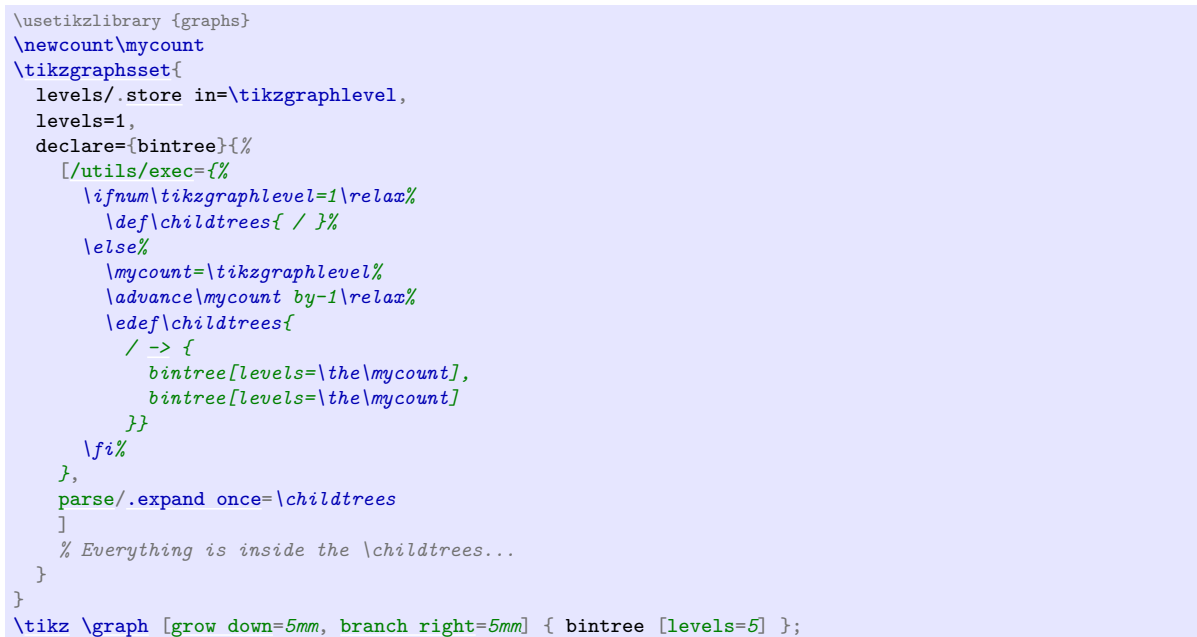 \usetikzlibrary {graphs}
\newcount\mycount
\tikzgraphsset{
  levels/.store in=\tikzgraphlevel,
  levels=1,
  declare={bintree}{%
    [/utils/exec={%
      \ifnum\tikzgraphlevel=1\relax%
        \def\childtrees{ / }%
      \else%
        \mycount=\tikzgraphlevel%
        \advance\mycount by-1\relax%
        \edef\childtrees{
          / -> {
            bintree[levels=\the\mycount],
            bintree[levels=\the\mycount]
          }}
      \fi%
    },
    parse/.expand once=\childtrees
    ]
    % Everything is inside the \childtrees...
  }
}
\tikz \graph [grow down=5mm, branch right=5mm] { bintree [levels=5] };